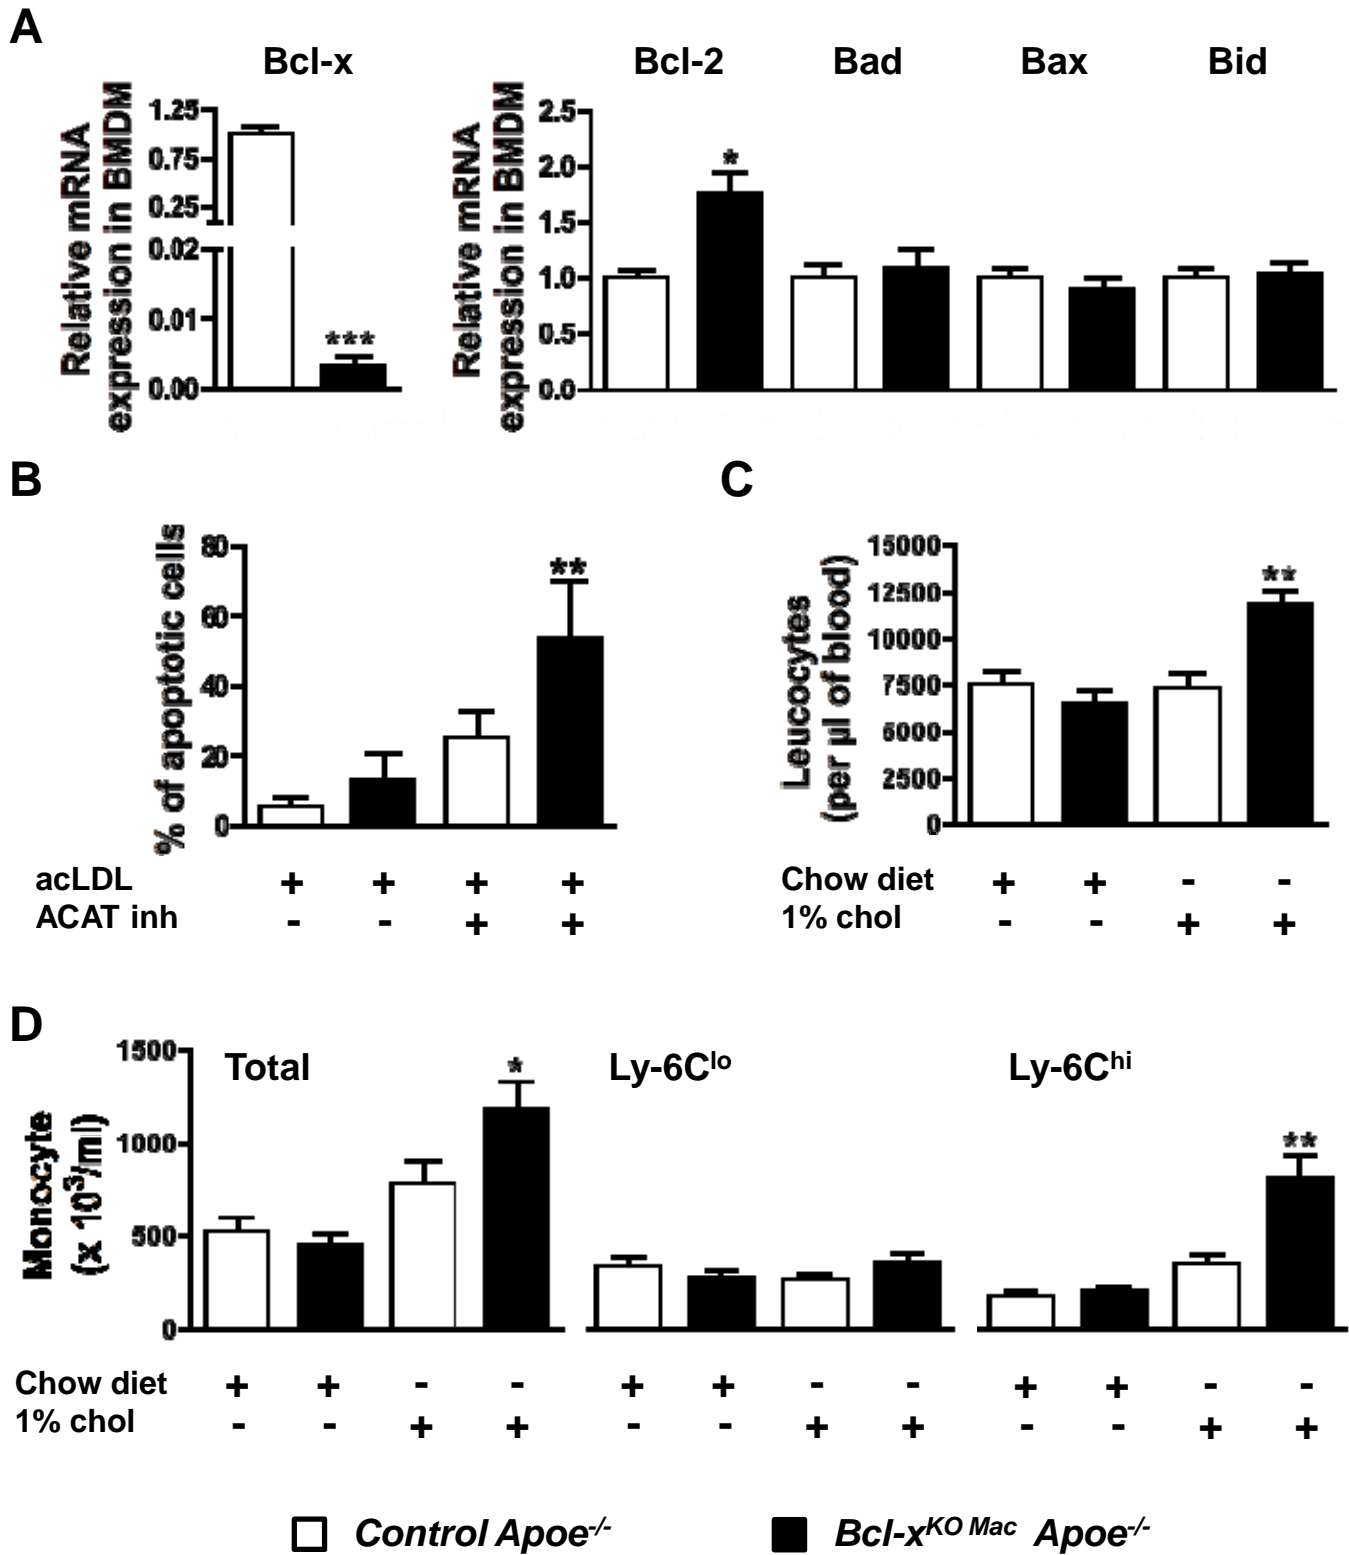 A
Bcl-x
Bcl-2 Bad Bax Bid
Relative mRNA
expression in BMDM
1.25
0.75
0.25
0.02
0.01
0.00
***
Relative mRNA
expression in BMDM
2.5
2.0
1.5
1.0
0.5
0.0
*
B
% of apoptotic cells
80
60
40
20
0
**
acLDL + + + +
ACAT inh - - + +
C
Leucocytes
(per µl of blood)
15000
12500
10000
7500
5000
2500
0
**
Chow diet + + - -
1% chol - - + +
D
Monocyte
(x 10³/ml)
1500
1000
500
0
Total
*
Ly-6Clo
Ly-6Chi
**
Chow diet + + - - + + - - + + - -
1% chol - - + + - - + + - - + +
Control Apoe-/- Bcl-xKO Mac Apoe-/-